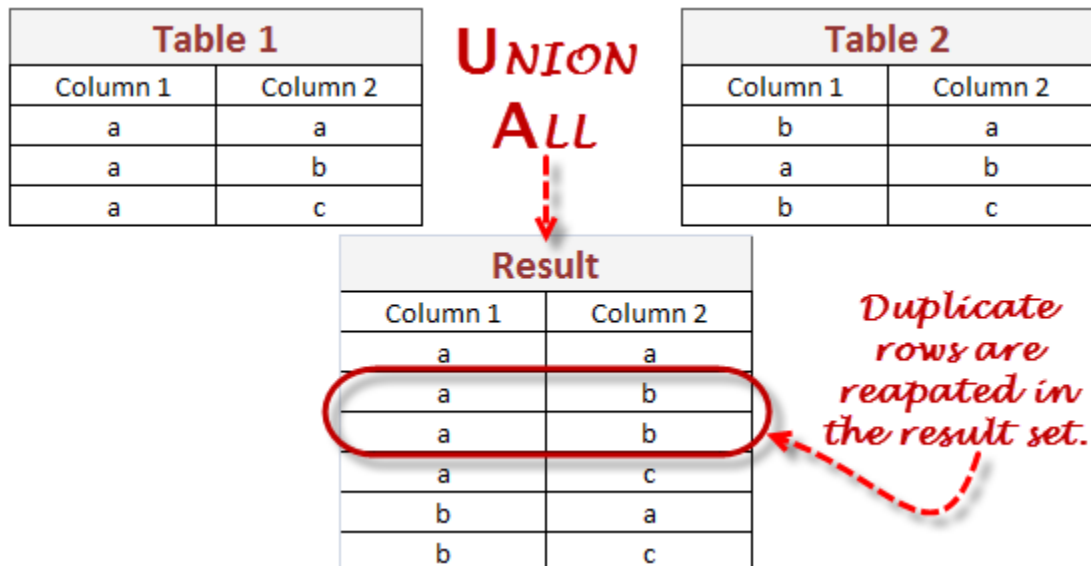 Table 1
Column 1 Column 2
a a
a b
a c
UNION
ALL
Table 2
Column 1 Column 2
b a
a b
b c
Result
Column 1 Column 2
a a
a b
a b
a c
b a
b c
Duplicate
rows are
reapated in
the result set.